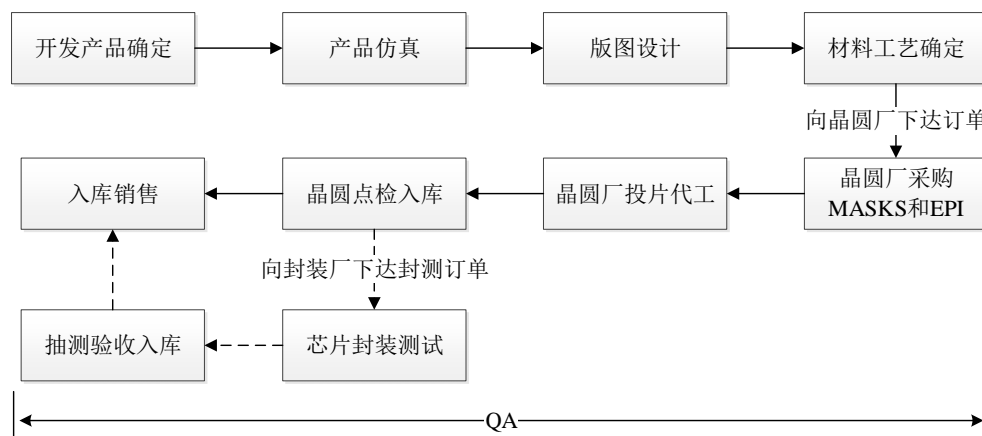 开发产品确定
产品仿真
版图设计
材料工艺确定
向晶圆厂下达订单
入库销售
晶圆点检入库
晶圆厂投片代工
晶圆厂采购
MASKS和EPI
向封装厂下达封测订单
抽测验收入库
芯片封装测试
QA